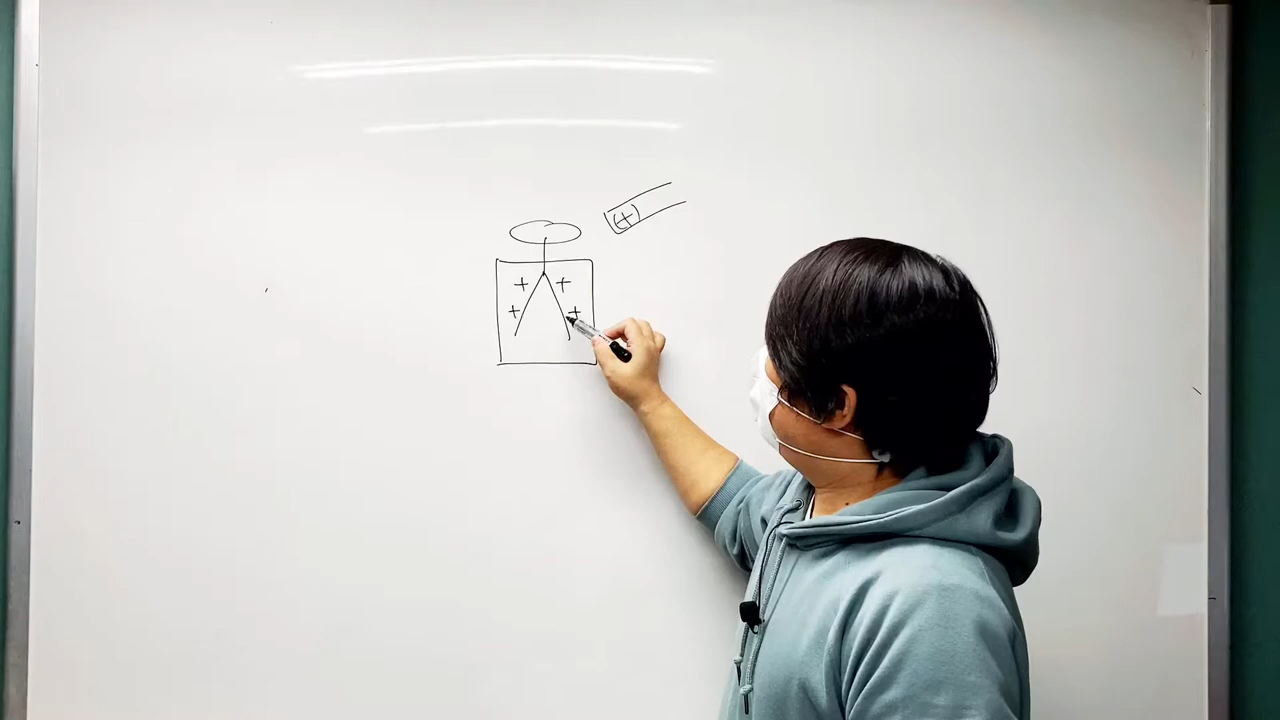 (+)
+ +
+ +